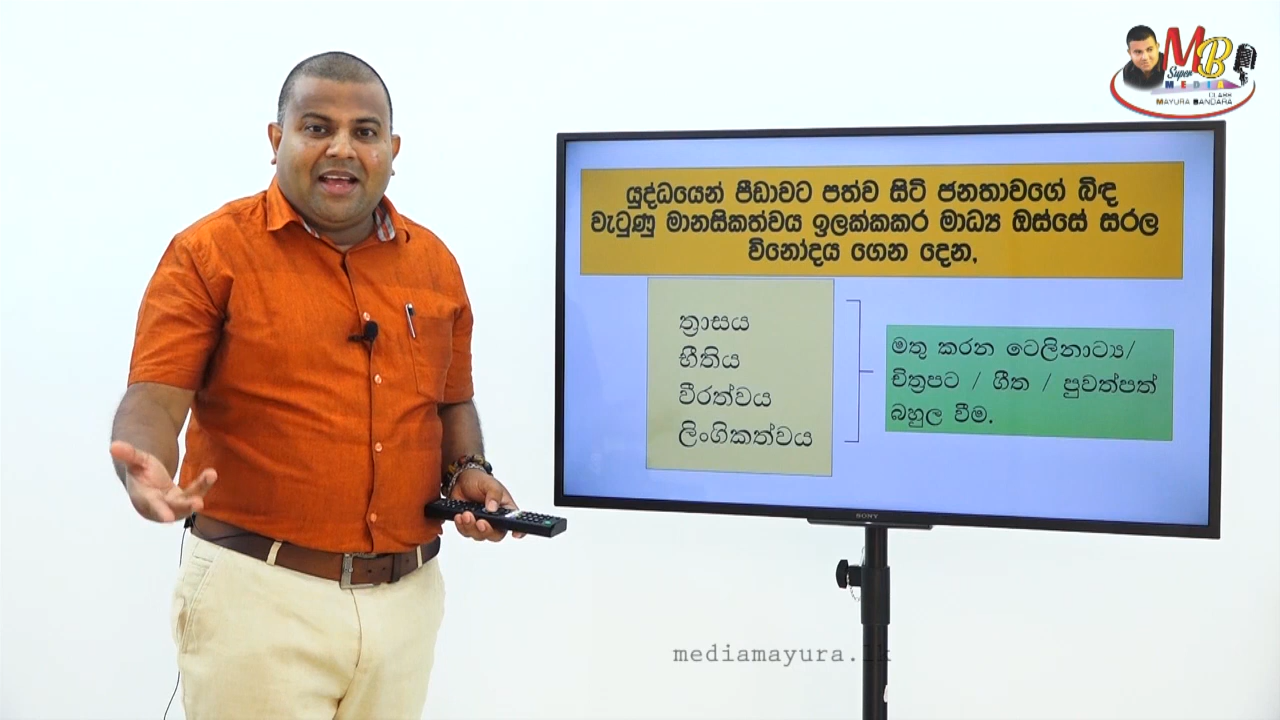 MB
Super
MEDIA
CLASS
MAYURA BANDARA
යුද්ධයෙන් පීඩාවට පත්ව සිටි ජනතාවගේ බිඳ
වැටුණු මානසිකත්වය ඉලක්කකර මාධ්‍ය ඔස්සේ සරල
විනෝදය ගෙන දෙන,
ත්‍රාසය
භීතිය
වීරත්වය
ලිංගිකත්වය
මතු කරන ටෙලිනාට්‍ය/
චිත්‍රපට / ගීත / පුවත්පත්
බහුල වීම.
SONY
mediamayura.lk